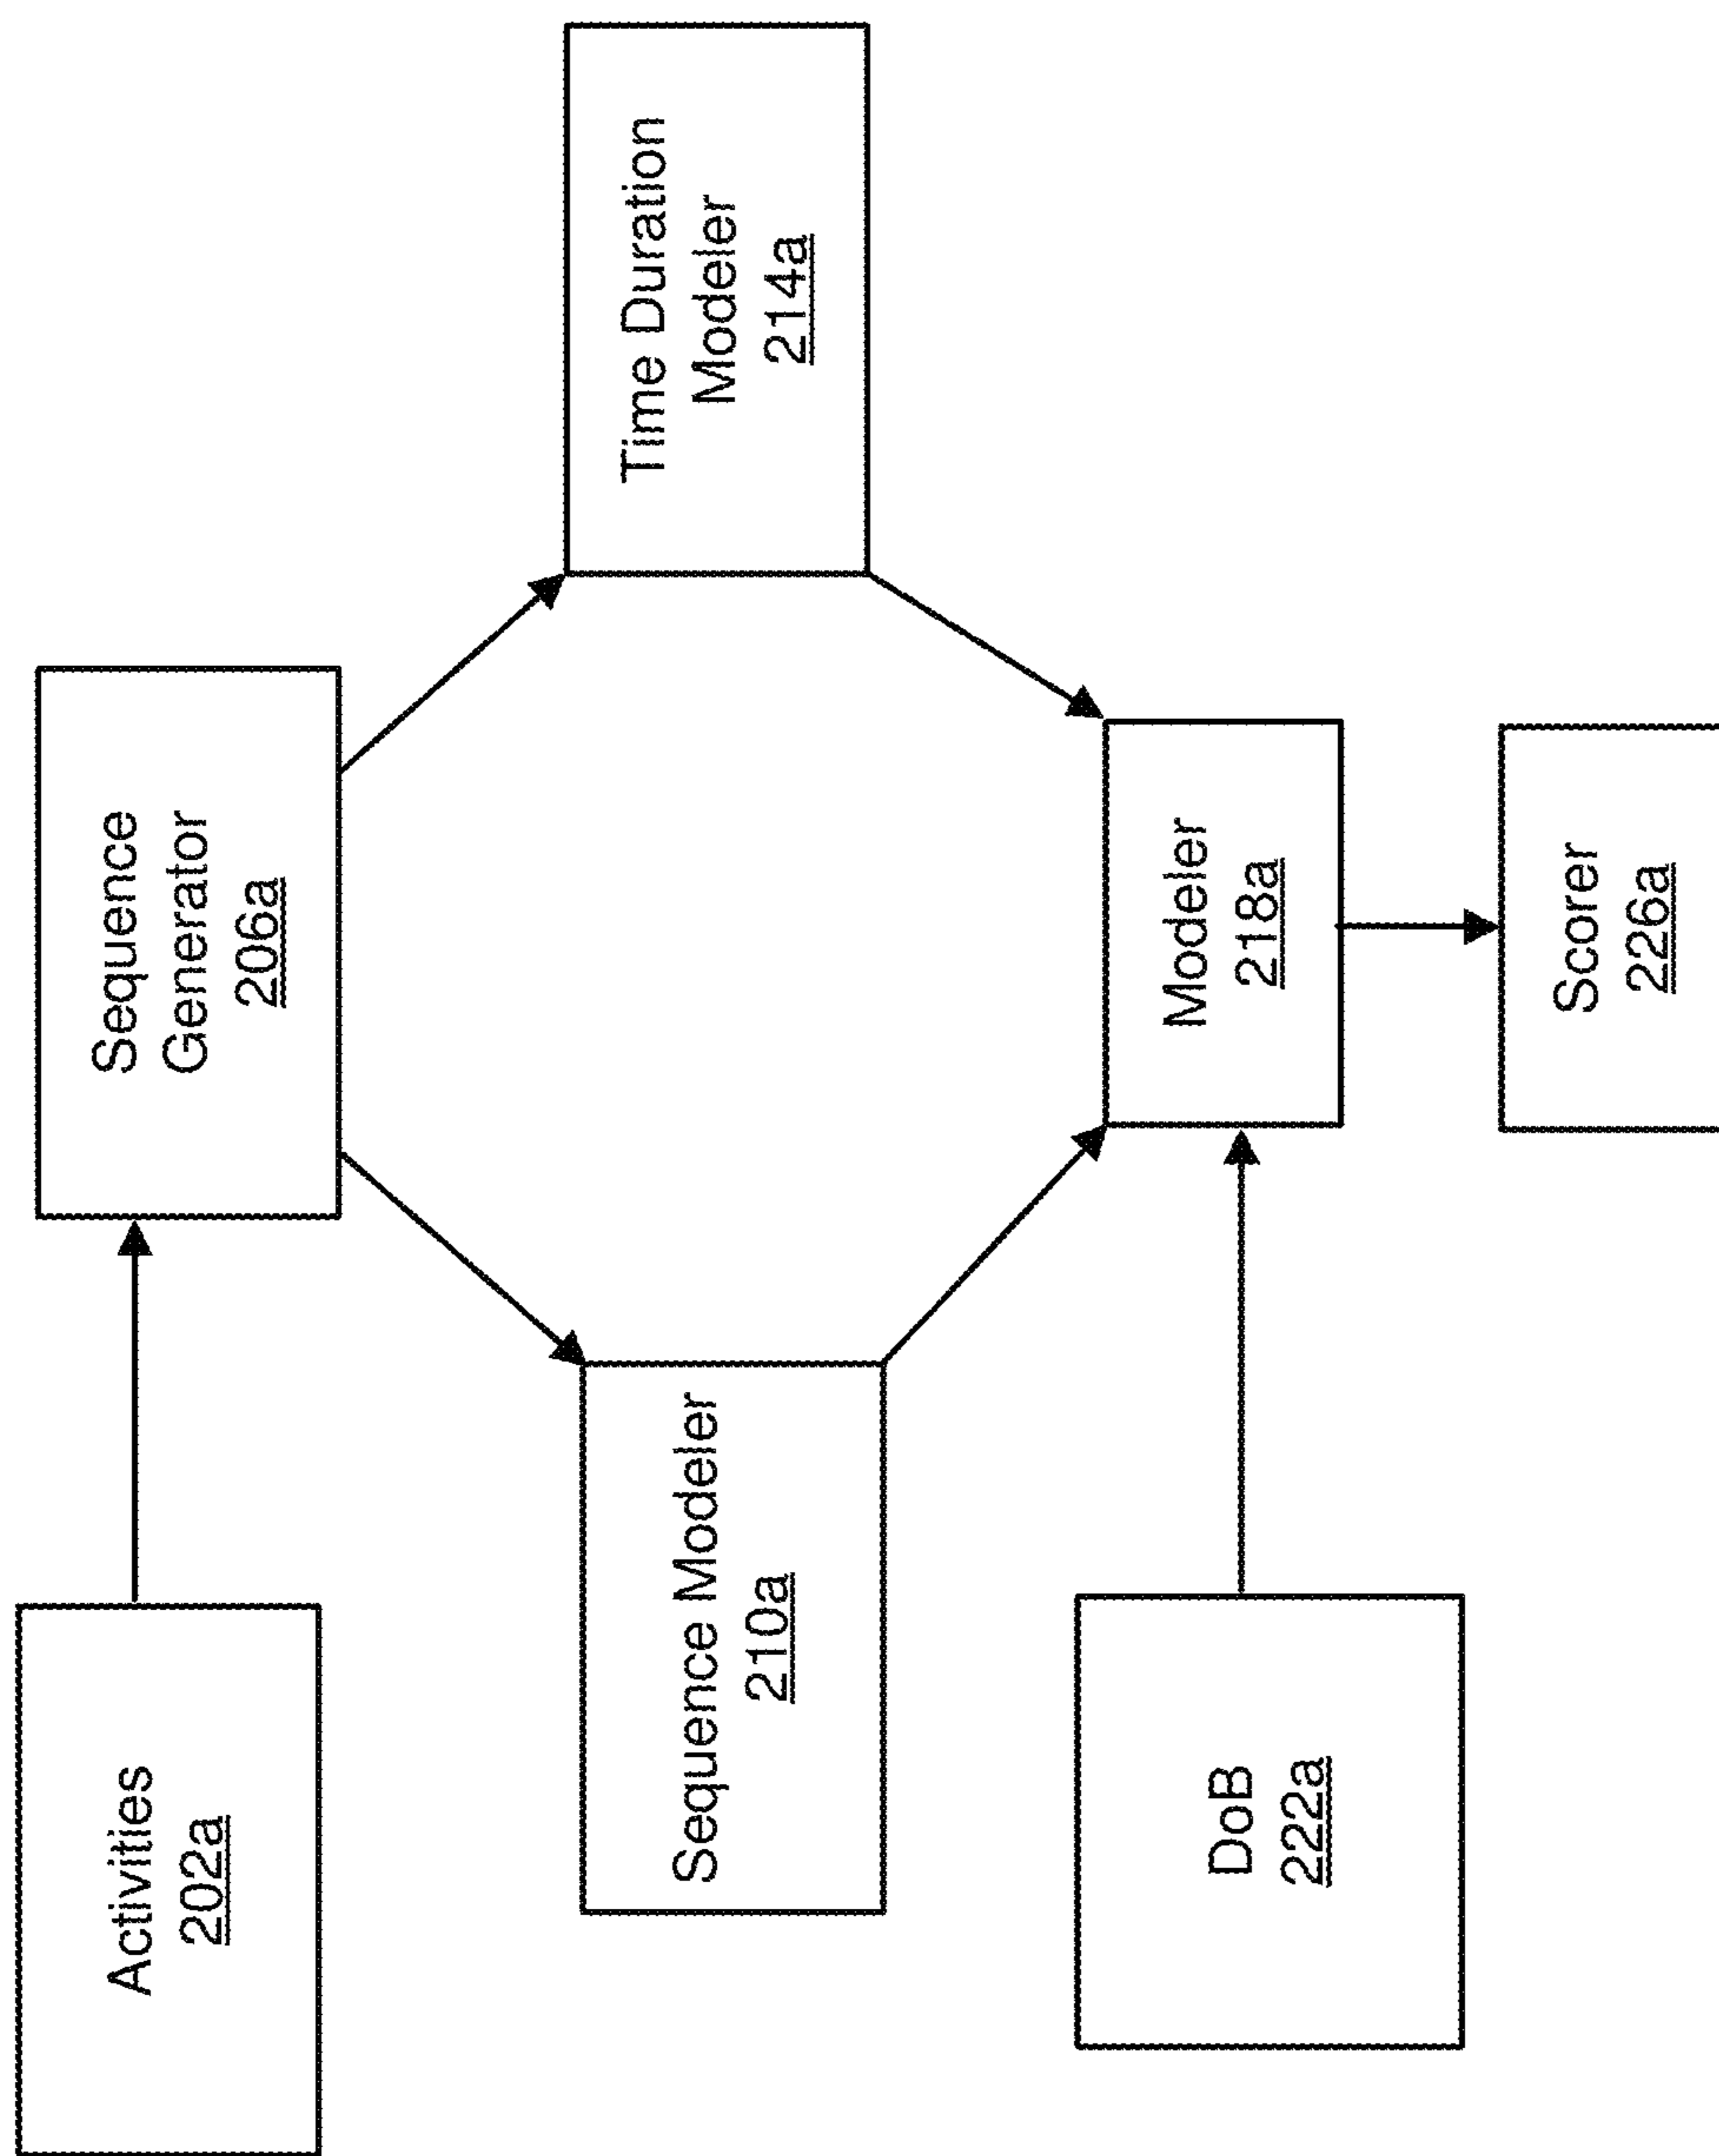 Activities
202a
Sequence
Generator
206a
Sequence Modeler
210a
Time Duration
Modeler
214a
DoB
222a
Modeler
218a
Scorer
226a